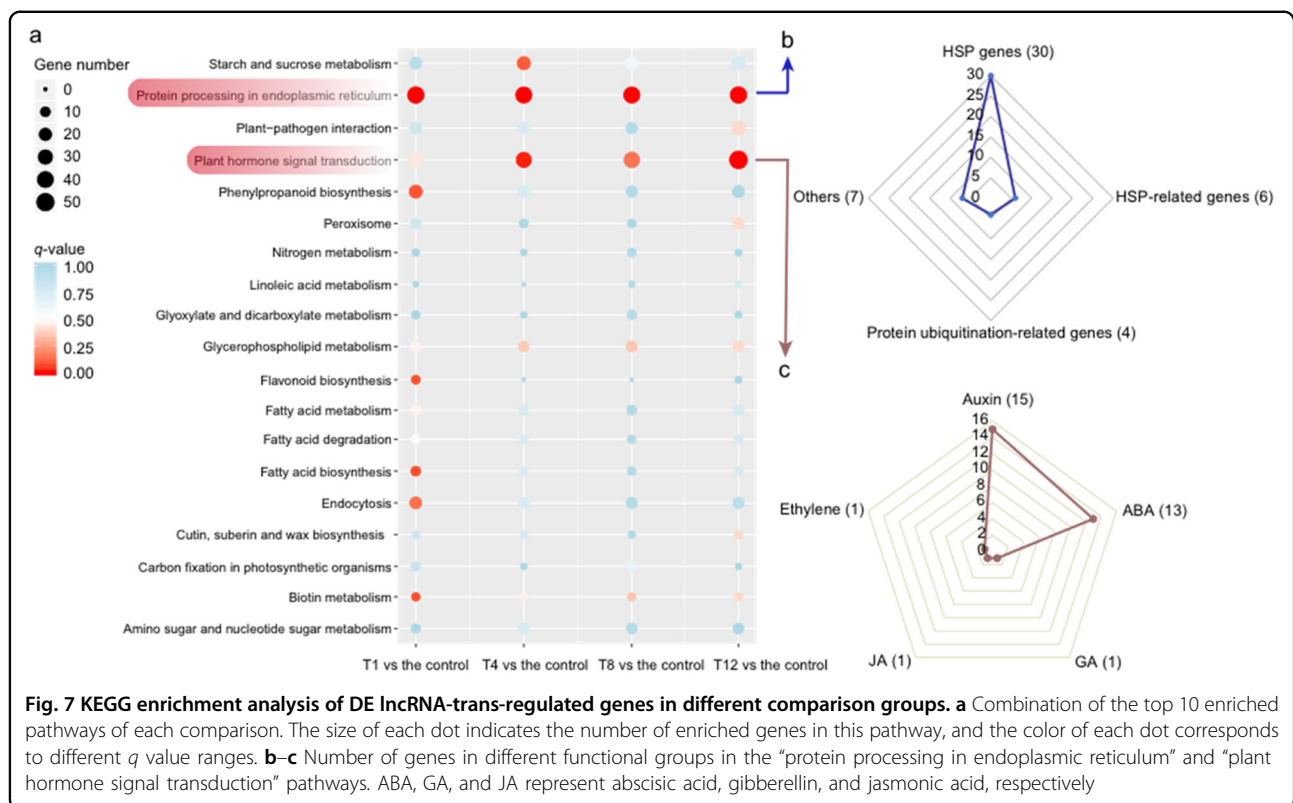 a
Gene number
0
10
20
30
40
50
q-value
1.00
0.75
0.50
0.25
0.00
Starch and sucrose metabolism
Protein processing in endoplasmic reticulum
Plant-pathogen interaction
Plant hormone signal transduction
Phenylpropanoid biosynthesis
Peroxisome
Nitrogen metabolism
Linoleic acid metabolism
Glyoxylate and dicarboxylate metabolism
Glycerophospholipid metabolism
Flavonoid biosynthesis
Fatty acid metabolism
Fatty acid degradation
Fatty acid biosynthesis
Endocytosis
Cutin, suberin and wax biosynthesis
Carbon fixation in photosynthetic organisms
Biotin metabolism
Amino sugar and nucleotide sugar metabolism
T1 vs the control T4 vs the control T8 vs the control T12 vs the control
b
HSP genes (30)
30
25
20
15
10
5
0
Others (7)
HSP-related genes (6)
Protein ubiquitination-related genes (4)
c
Auxin (15)
16
14
12
10
8
6
4
2
0
Ethylene (1)
ABA (13)
JA (1)
GA (1)
Fig. 7 KEGG enrichment analysis of DE lncRNA-trans-regulated genes in different comparison groups. a Combination of the top 10 enriched
pathways of each comparison. The size of each dot indicates the number of enriched genes in this pathway, and the color of each dot corresponds
to different q value ranges. b–c Number of genes in different functional groups in the “protein processing in endoplasmic reticulum” and “plant
hormone signal transduction” pathways. ABA, GA, and JA represent abscisic acid, gibberellin, and jasmonic acid, respectively